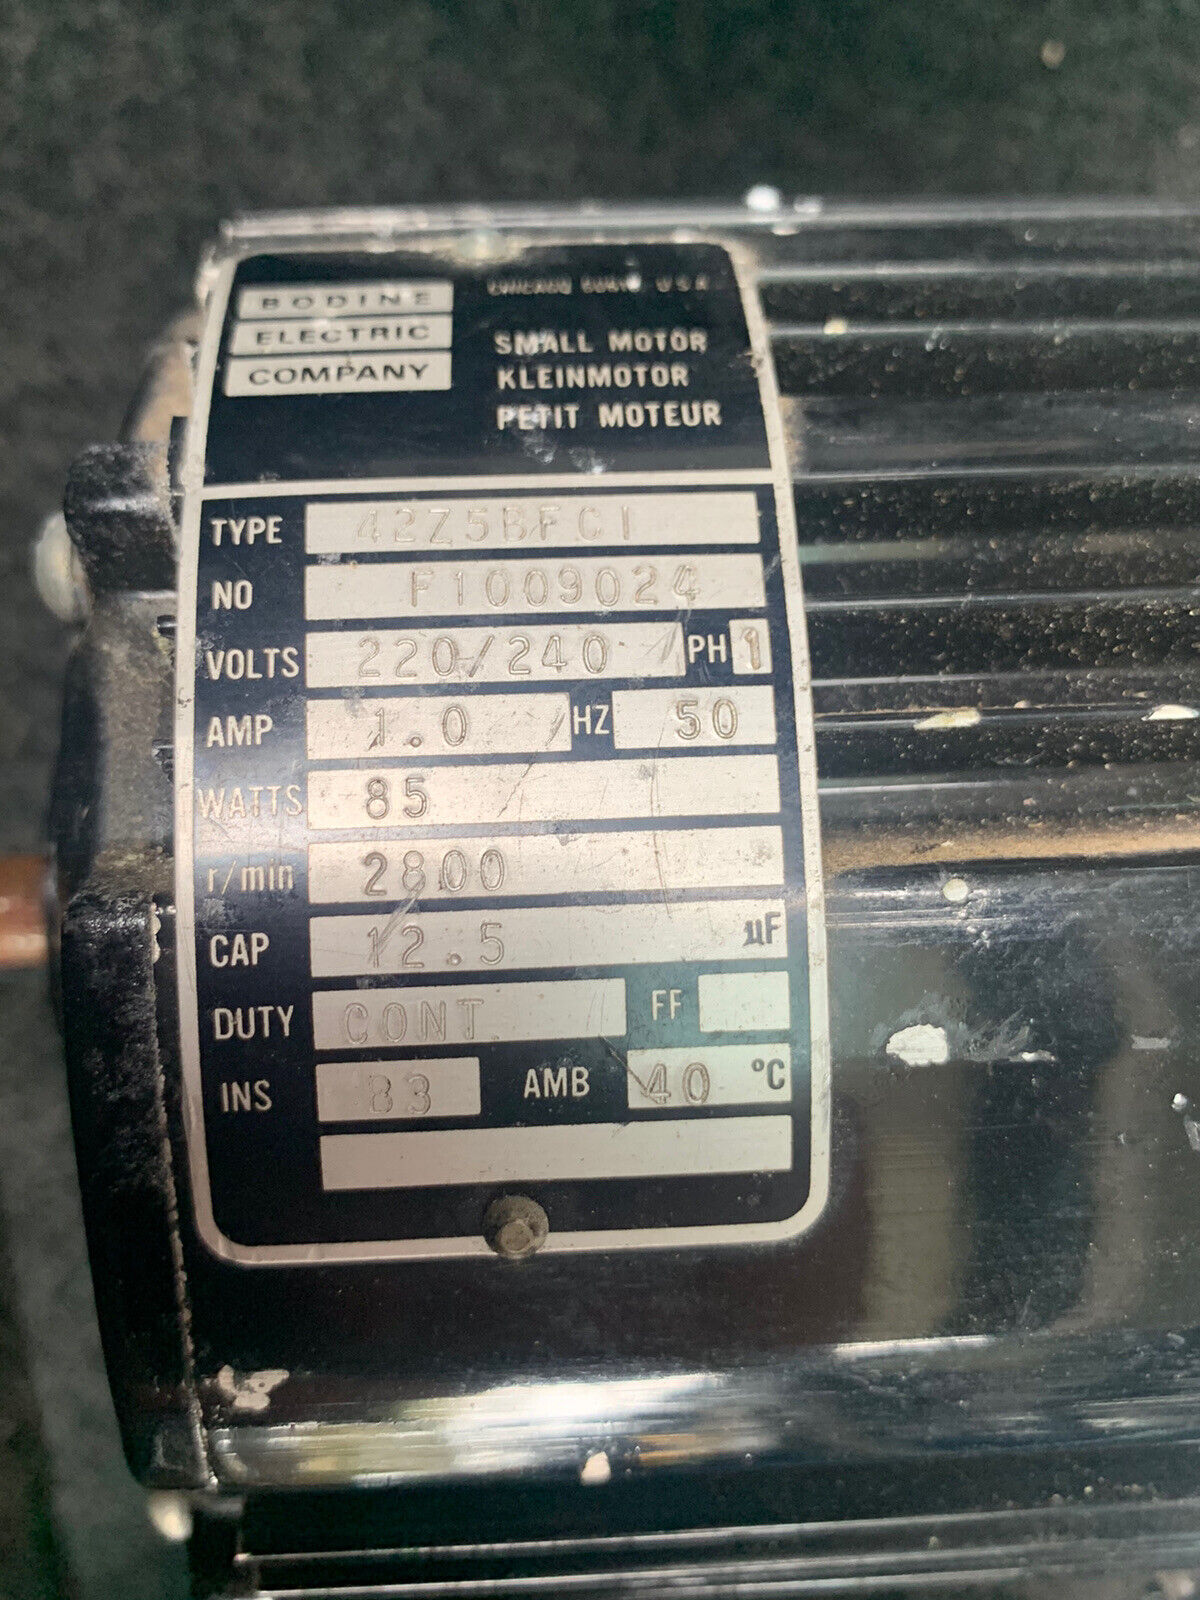 BODINE
ELECTRIC
COMPANY
CHICAGO U S A
SMALL MOTOR
KLEINMOTOR
PETIT MOTEUR
TYPE 42Z5BFCI
NO F1009024
VOLTS 220/240 PH 1
AMP 1.0 HZ 50
WATTS 85
r/min 2800
CAP 12.5 µF
DUTY CONT. FF
INS B3 AMB 40 °C